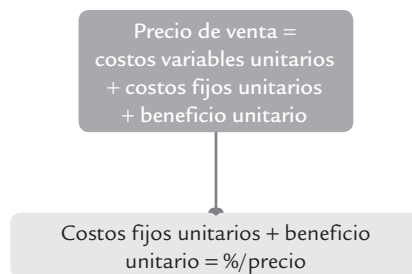 Precio de venta =
costos variables unitarios
+ costos fijos unitarios
+ beneficio unitario
Costos fijos unitarios + beneficio
unitario = %/precio